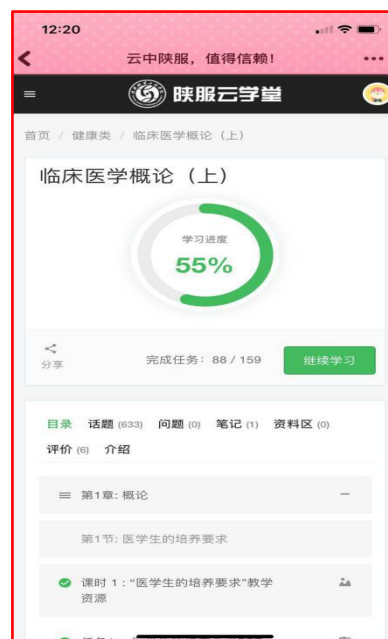 12:20
云中陕服，值得信赖!
陕服云学堂
首页 / 健康类 / 临床医学概论（上）
临床医学概论（上）
学习进度
55%
分享
完成任务：88 / 159
继续学习
目录 话题 (633) 问题 (0) 笔记 (1) 资料区 (0)
评价 (6) 介绍
第1章: 概论
第1节: 医学生的培养要求
课时 1：“医学生的培养要求”教学
资源